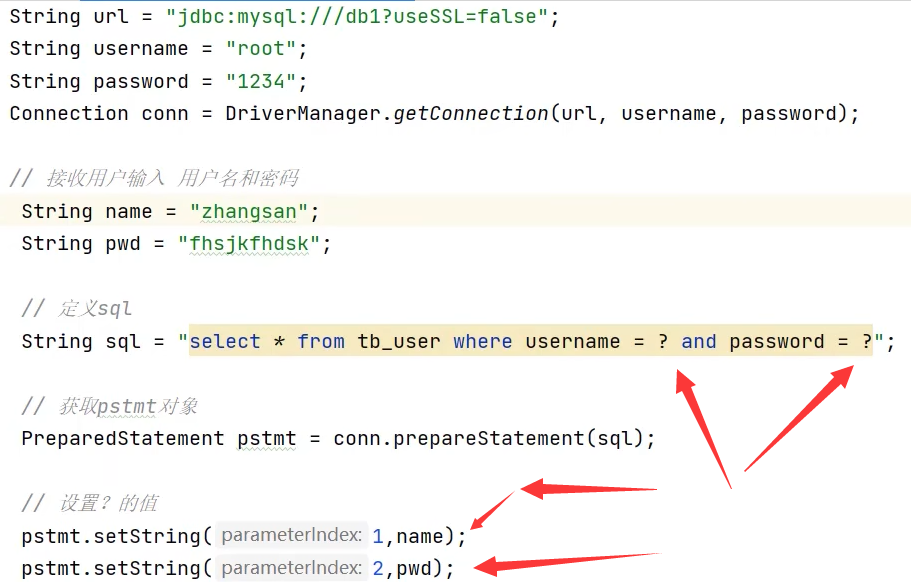 String url = "jdbc:mysql:///db1?useSSL=false";
String username = "root";
String password = "1234";
Connection conn = DriverManager.getConnection(url, username, password);
// 接收用户输入 用户名和密码
String name = "zhangsan";
String pwd = "fhsjkfhdsk";
// 定义sql
String sql = "select * from tb_user where username = ? and password = ?";
// 获取pstmt对象
PreparedStatement pstmt = conn.prepareStatement(sql);
// 设置？的值
pstmt.setString( parameterIndex: 1,name);
pstmt.setString( parameterIndex: 2,pwd);